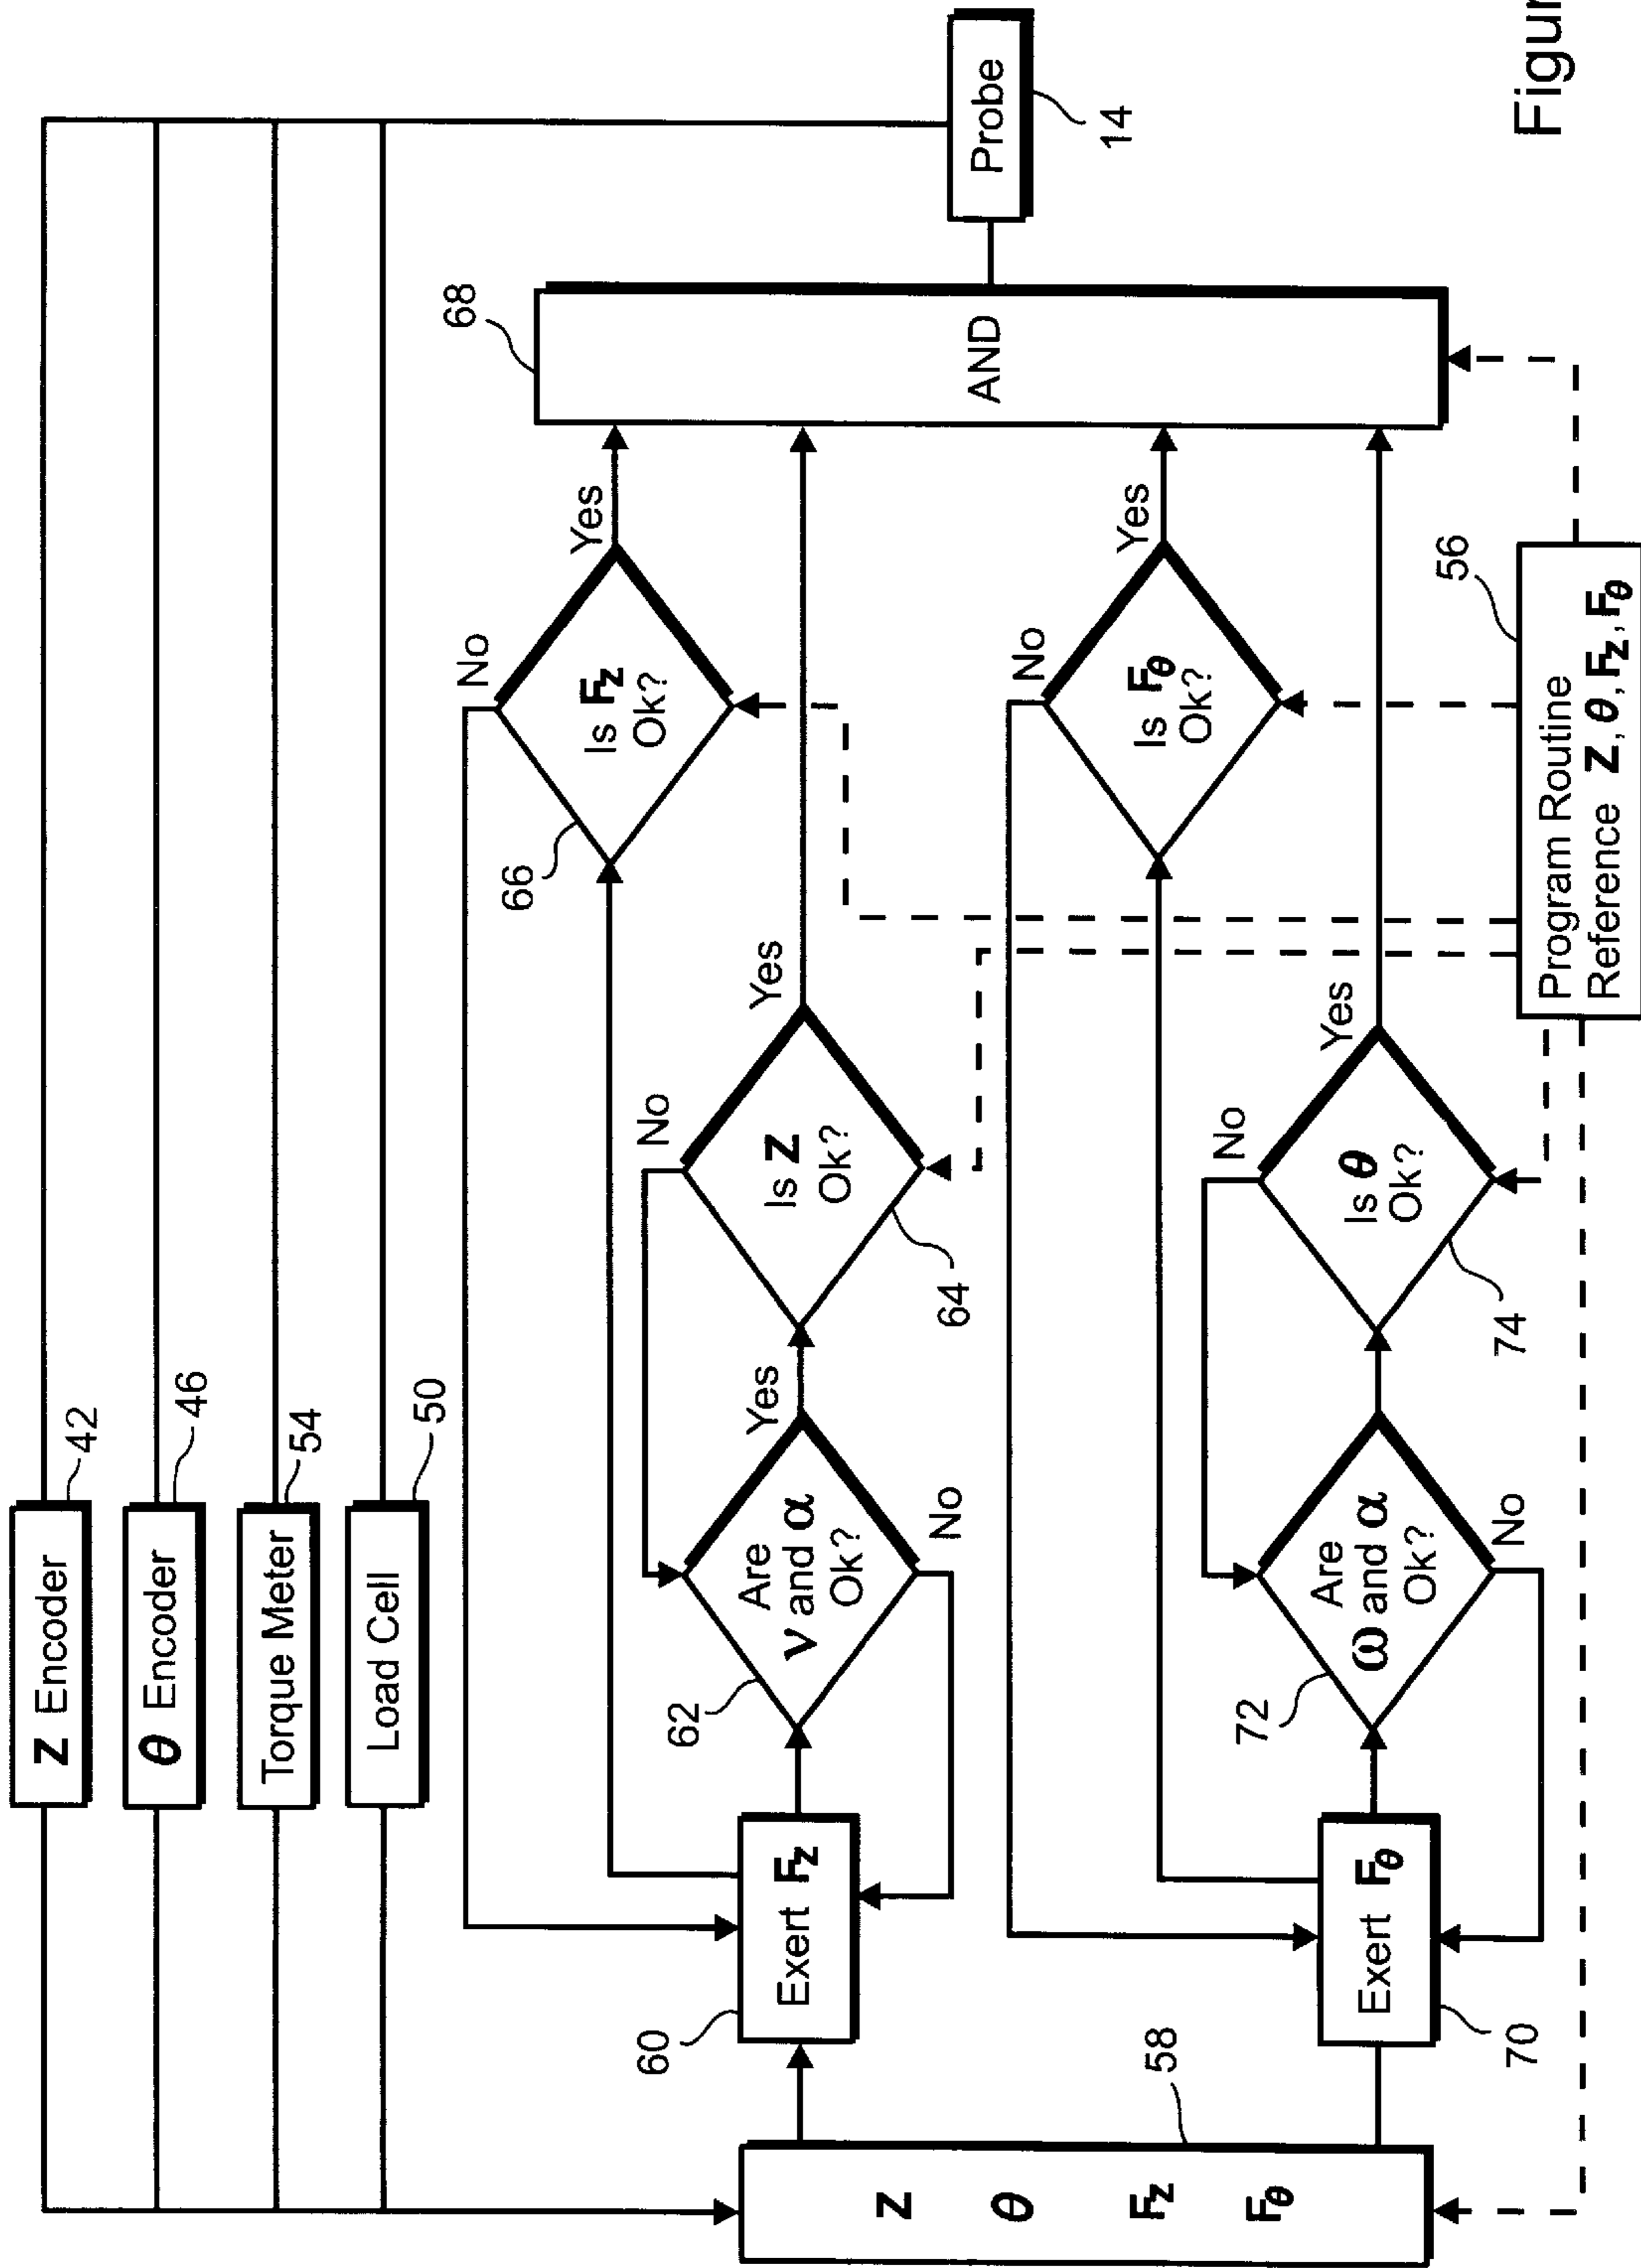 Z Encoder
42
θ Encoder
46
Torque Meter
54
Load Cell
50
Z
θ
Fz
Fθ
58
60
Exert Fz
62
Are
ν and α
Ok?
Yes
No
64
Is Z
Ok?
Yes
No
66
Is Fz
Ok?
Yes
No
68
AND
Probe
14
70
Exert Fθ
72
Are
ω and α
Ok?
No
74
Is θ
Ok?
Yes
No
Is Fθ
Ok?
Yes
No
56
Program Routine
Reference Z, θ, Fz, Fθ